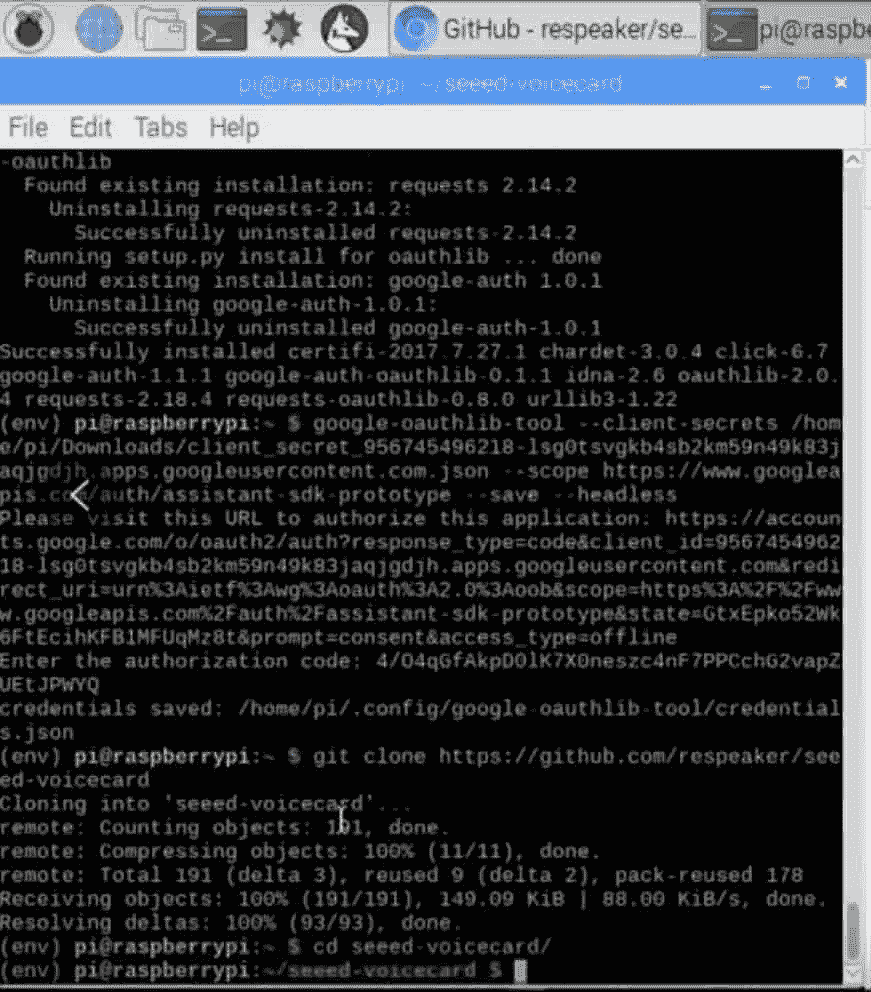 GitHub - respeaker/se...
pi@raspbe
pi@raspberrypi: ~/seeed-voicecard
File Edit Tabs Help
-oauthlib
Found existing installation: requests 2.14.2
Uninstalling requests-2.14.2:
Successfully uninstalled requests-2.14.2
Running setup.py install for oauthlib ... done
Found existing installation: google-auth 1.0.1
Uninstalling google-auth-1.0.1:
Successfully uninstalled google-auth-1.0.1
Successfully installed certifi-2017.7.27.1 chardet-3.0.4 click-6.7
google-auth-1.1.1 google-auth-oauthlib-0.1.1 idna-2.6 oauthlib-2.0.
4 requests-2.18.4 requests-oauthlib-0.8.0 urllib3-1.22
(env) pi@raspberrypi:~ $ google-oauthlib-tool --client-secrets /hom
e/pi/Downloads/client_secret_956745496218-lsg0tsvgkb4sb2km59n49k83j
aqjgdjh.apps.googleusercontent.com.json --scope https://www.googlea
pis.com/auth/assistant-sdk-prototype --save --headless
Please visit this URL to authorize this application: https://accoun
ts.google.com/o/oauth2/auth?response_type=code&client_id=9567454962
18-lsg0tsvgkb4sb2km59n49k83jaqjgdjh.apps.googleusercontent.com&redi
rect_uri=urn%3Aietf%3Awg%3Aoauth%3A2.0%3Aoob&scope=https%3A%2F%2Fww
w.googleapis.com%2Fauth%2Fassistant-sdk-prototype&state=GtxEpko52Wk
6FtEcihKFB1MFUqMz8t&prompt=consent&access_type=offline
Enter the authorization code: 4/O4qGfAkpDOlK7X0neszc4nF7PPCchG2vapZ
UEtJPWYQ
credentials saved: /home/pi/.config/google-oauthlib-tool/credential
s.json
(env) pi@raspberrypi:~ $ git clone https://github.com/respeaker/see
ed-voicecard
Cloning into 'seeed-voicecard'...
remote: Counting objects: 191, done.
remote: Compressing objects: 100% (11/11), done.
remote: Total 191 (delta 3), reused 9 (delta 2), pack-reused 178
Receiving objects: 100% (191/191), 149.09 KiB | 88.00 KiB/s, done.
Resolving deltas: 100% (93/93), done.
(env) pi@raspberrypi:~ $ cd seeed-voicecard/
(env) pi@raspberrypi:~/seeed-voicecard $